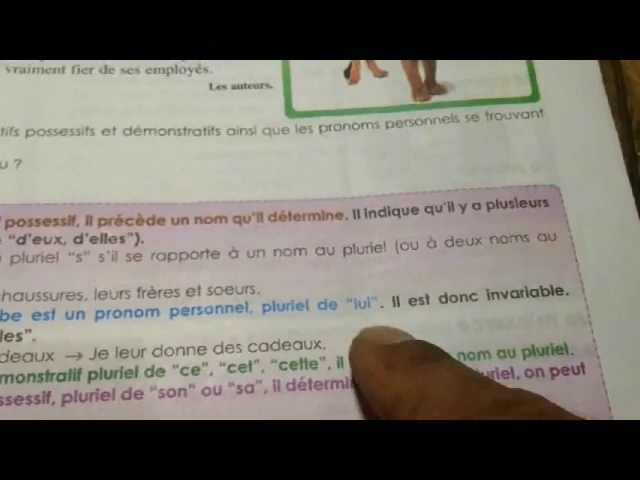 vraiment fier de ses employés.
Les auteurs.
tifs possessifs et démonstratifs ainsi que les pronoms personnels se trouvant
u ?
possessif, il précède un nom qu'il détermine. Il indique qu'il y a plusieurs
"d'eux, d'elles").
pluriel "s" s'il se rapporte à un nom au pluriel (ou à deux noms au
haussures, leurs frères et soeurs.
be est un pronom personnel, pluriel de "lui". Il est donc invariable.
les".
deaux → Je leur donne des cadeaux.
monstratif pluriel de "ce", "cet", "cette", il nom au pluriel.
ssessif, pluriel de "son" ou "sa", il détermi uriel, on peut